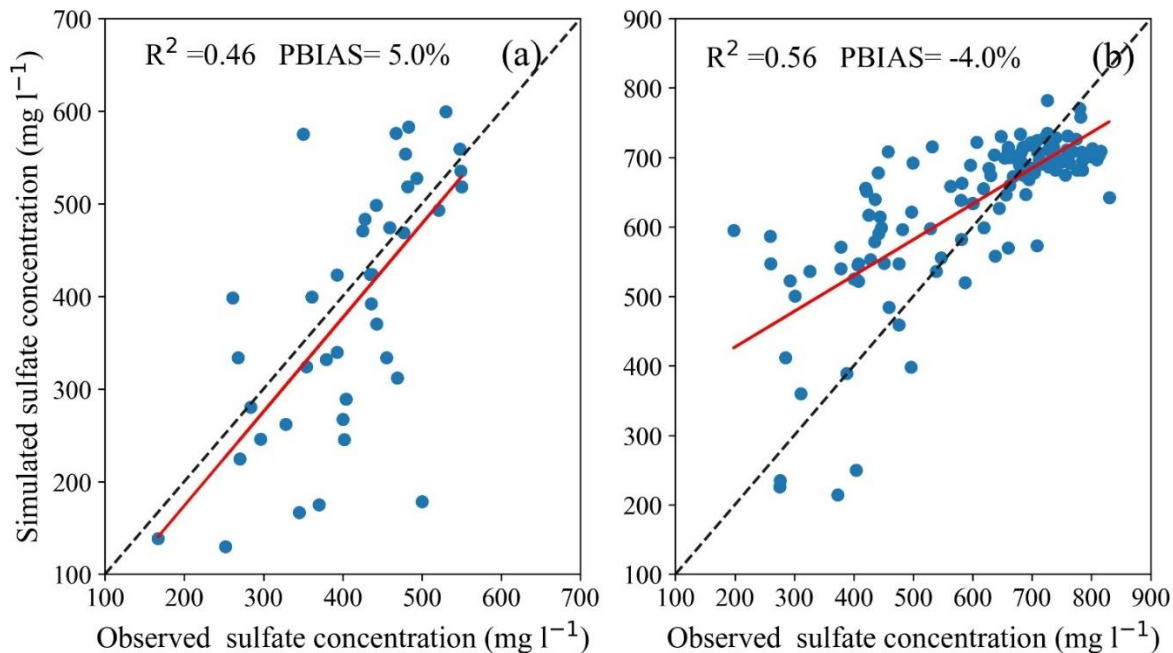 R² =0.46 PBIAS= 5.0% (a)
700
600
500
400
300
200
100
100 200 300 400 500 600 700
Simulated sulfate concentration (mg l⁻¹)
Observed sulfate concentration (mg l⁻¹)
R² =0.56 PBIAS= -4.0% (b)
900
800
700
600
500
400
300
200
100
100 200 300 400 500 600 700 800 900
Observed sulfate concentration (mg l⁻¹)